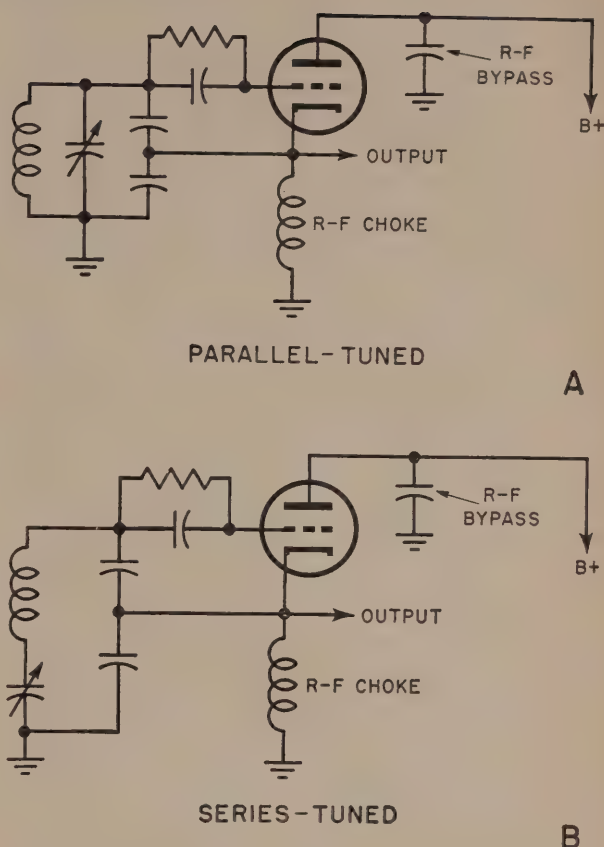 R-F
BYPASS
B+
OUTPUT
R-F CHOKE
PARALLEL-TUNED
A
R-F
BYPASS
B+
OUTPUT
R-F CHOKE
SERIES-TUNED
B